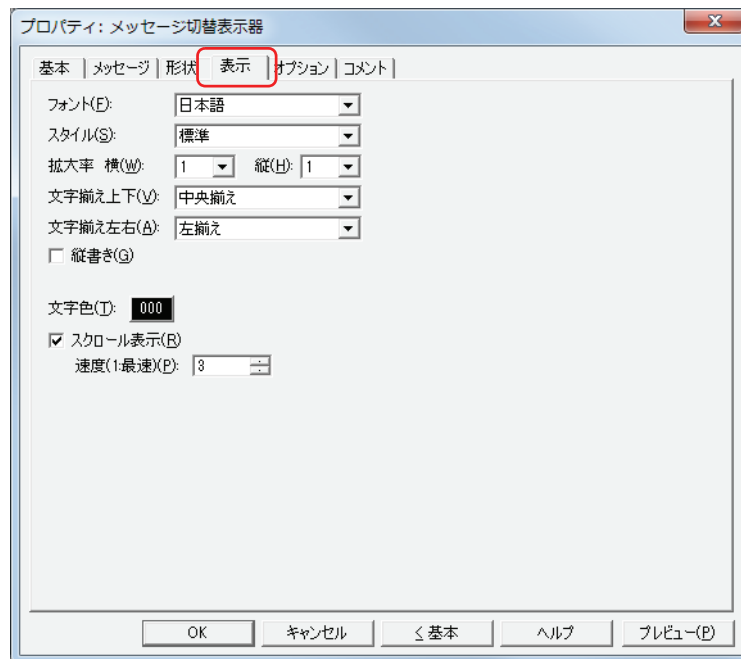 プロパティ: メッセージ切替表示器
x
基本 メッセージ 形状 表示 オプション コメント
フォント(F): 日本語
スタイル(S): 標準
拡大率 横(W): 1 縦(H): 1
文字揃え上下(V): 中央揃え
文字揃え左右(A): 左揃え
縦書き(G)
文字色(T): 000
スクロール表示(R)
速度(1:最速)(P): 3
OK キャンセル < 基本 ヘルプ プレビュー(P)